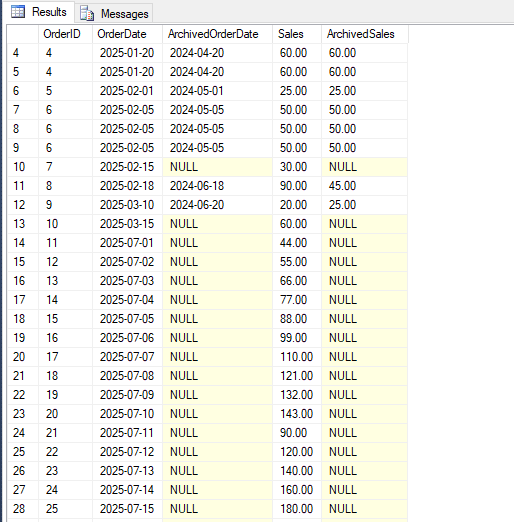 Results Messages
OrderID OrderDate ArchivedOrderDate Sales ArchivedSales
4 4 2025-01-20 2024-04-20 60.00 60.00
5 4 2025-01-20 2024-04-20 60.00 60.00
6 5 2025-02-01 2024-05-01 25.00 25.00
7 6 2025-02-05 2024-05-05 50.00 50.00
8 6 2025-02-05 2024-05-05 50.00 50.00
9 6 2025-02-05 2024-05-05 50.00 50.00
10 7 2025-02-15 NULL 30.00 NULL
11 8 2025-02-18 2024-06-18 90.00 45.00
12 9 2025-03-10 2024-06-20 20.00 25.00
13 10 2025-03-15 NULL 60.00 NULL
14 11 2025-07-01 NULL 44.00 NULL
15 12 2025-07-02 NULL 55.00 NULL
16 13 2025-07-03 NULL 66.00 NULL
17 14 2025-07-04 NULL 77.00 NULL
18 15 2025-07-05 NULL 88.00 NULL
19 16 2025-07-06 NULL 99.00 NULL
20 17 2025-07-07 NULL 110.00 NULL
21 18 2025-07-08 NULL 121.00 NULL
22 19 2025-07-09 NULL 132.00 NULL
23 20 2025-07-10 NULL 143.00 NULL
24 21 2025-07-11 NULL 90.00 NULL
25 22 2025-07-12 NULL 120.00 NULL
26 23 2025-07-13 NULL 140.00 NULL
27 24 2025-07-14 NULL 160.00 NULL
28 25 2025-07-15 NULL 180.00 NULL